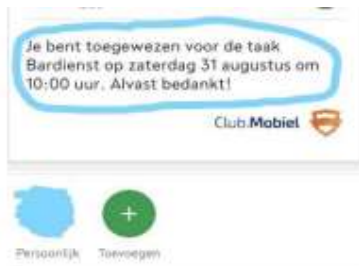 Je bent toegewezen voor de taak
Bardienst op zaterdag 31 augustus om
10:00 uur. Alvast bedankt!
Club.Mobiel
Persoonlijk Toevoegen